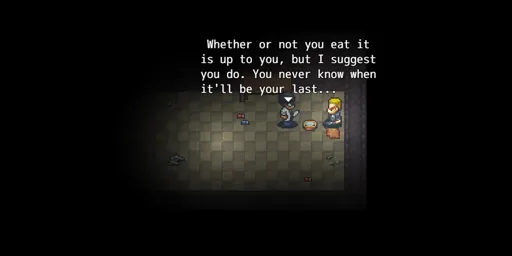 Whether or not you eat it
is up to you, but I suggest
you do. You never know when
it'll be your last...